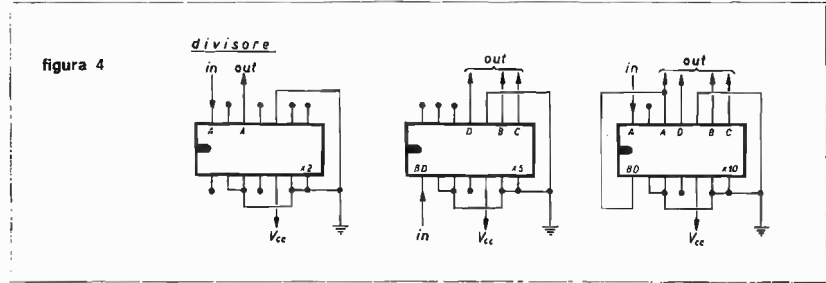 figura 4
divisore
in out
A A
x2
Vcc
out
D B C
BD x5
in
Vcc
in out
A A D B C
BD x10
Vcc